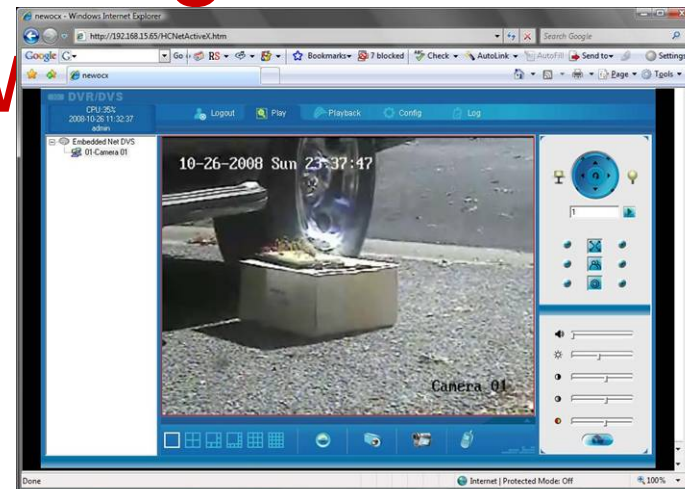 newocx - Windows Internet Explorer
http://192.168.15.65/HCNetActiveX.htm
Search Google
Google G
Go RS Bookmarks 7 blocked Check AutoLink AutoFill Send to Settings
newocx
Page Tools
DVR/DVS
CPU:35%
2008-10-26 11:32:37
admin
Logout Play Playback Config Log
Embedded Net DVS
01-Camera 01
10-26-2008 Sun 23:37:47
1
Camera 01
Done
Internet | Protected Mode: Off
100%